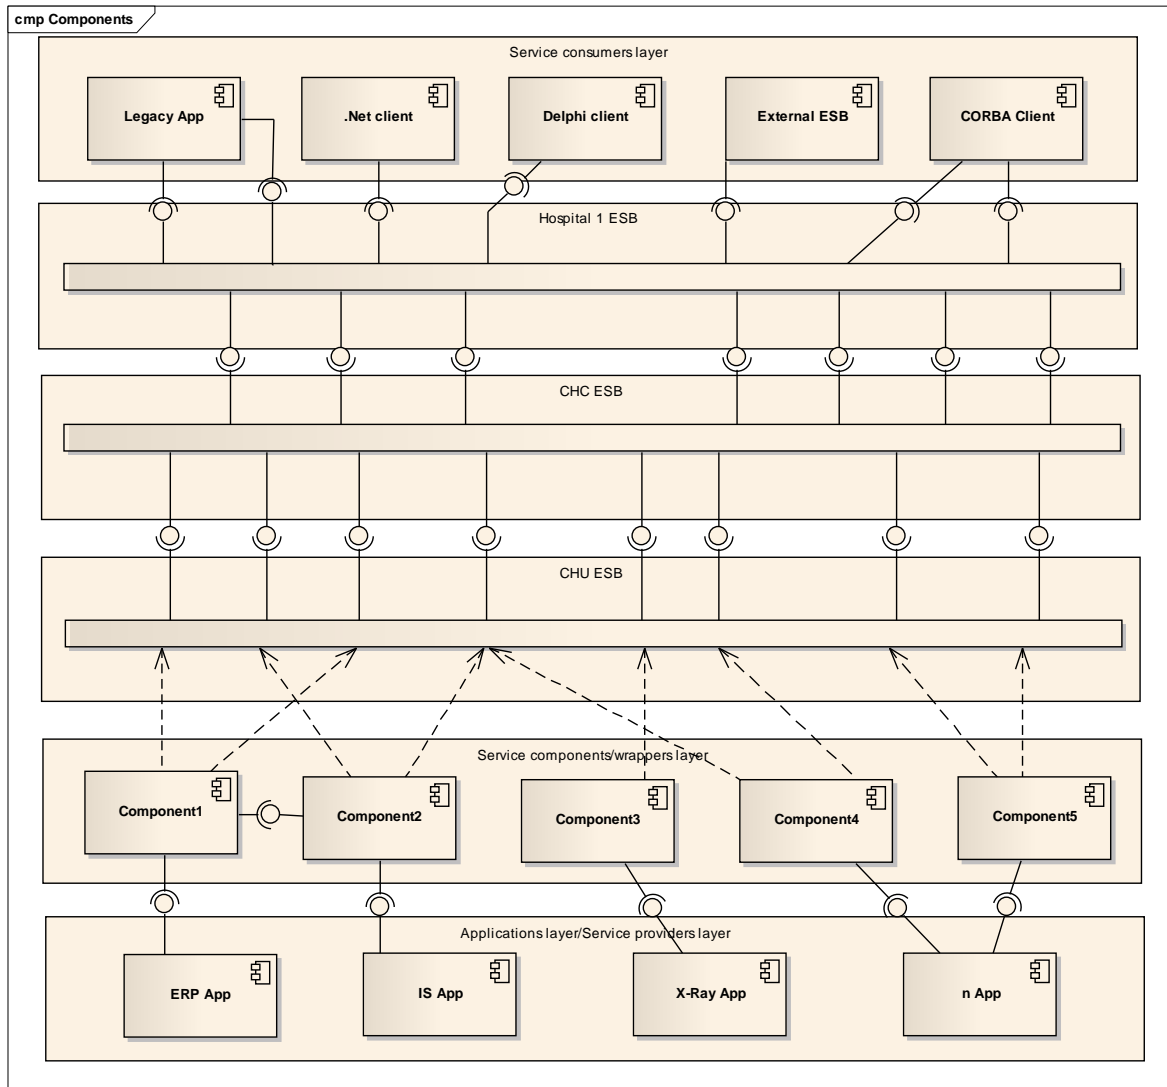 cmp Components
Service consumers layer
Legacy App
.Net client
Delphi client
External ESB
CORBA Client
Hospital 1 ESB
CHC ESB
CHU ESB
Service components/wrappers layer
Component1
Component2
Component3
Component4
Component5
Applications layer/Service providers layer
ERP App
IS App
X-Ray App
n App